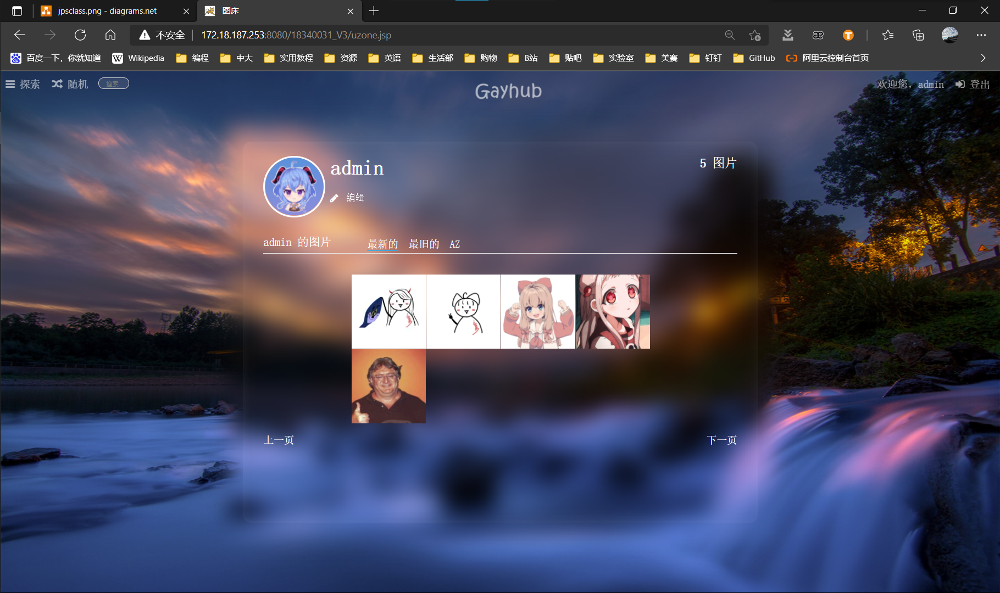 jpsclass.png - diagrams.net
图床
不安全
172.18.187.253:8080/18340031_V3/uzone.jsp
百度一下，你就知道 Wikipedia 编程 中大 实用教程 资源 英语 生活部 购物 B站 贴吧 实验室 美赛 钉钉 GitHub 阿里云控制台首页
探索 随机 搜索...
Gayhub
欢迎您，admin 登出
admin
5 图片
编辑
admin 的图片
最新的 最旧的 AZ
上一页
下一页